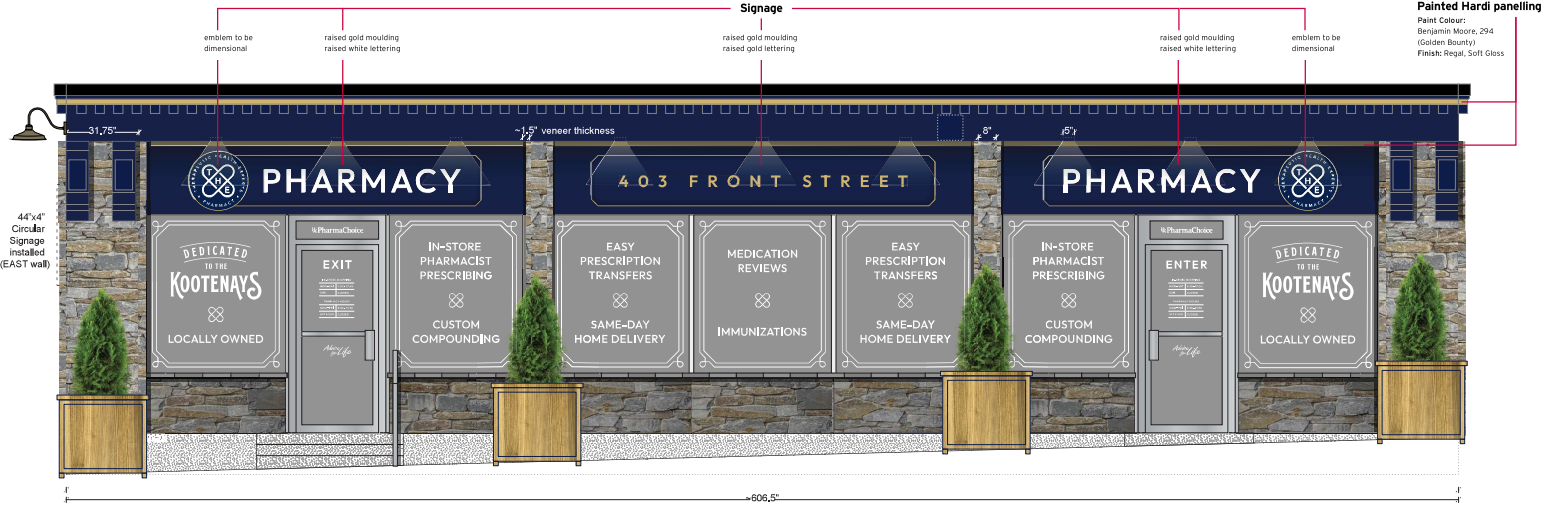 Signage
Painted Hardi panelling
Paint Colour:
Benjamin Moore, 294
(Golden Bounty)
Finish: Regal, Soft Gloss
emblem to be
dimensional
raised gold moulding
raised white lettering
raised gold moulding
raised gold lettering
raised gold moulding
raised white lettering
emblem to be
dimensional
31.75"
~1.5" veneer thickness
8"
5"
THERAPEUTIC HEALTH EXPERTS
THE
PHARMACY
PHARMACY
403 FRONT STREET
PHARMACY
THERAPEUTIC HEALTH EXPERTS
THE
PHARMACY
44"x4"
Circular
Signage
installed
(EAST wall)
DEDICATED
TO THE
KOOTENAYS
LOCALLY OWNED
PharmaChoice
EXIT
Advice for Life
IN-STORE
PHARMACIST
PRESCRIBING
CUSTOM
COMPOUNDING
EASY
PRESCRIPTION
TRANSFERS
SAME-DAY
HOME DELIVERY
MEDICATION
REVIEWS
IMMUNIZATIONS
EASY
PRESCRIPTION
TRANSFERS
SAME-DAY
HOME DELIVERY
IN-STORE
PHARMACIST
PRESCRIBING
CUSTOM
COMPOUNDING
PharmaChoice
ENTER
Advice for Life
DEDICATED
TO THE
KOOTENAYS
LOCALLY OWNED
~606.5"